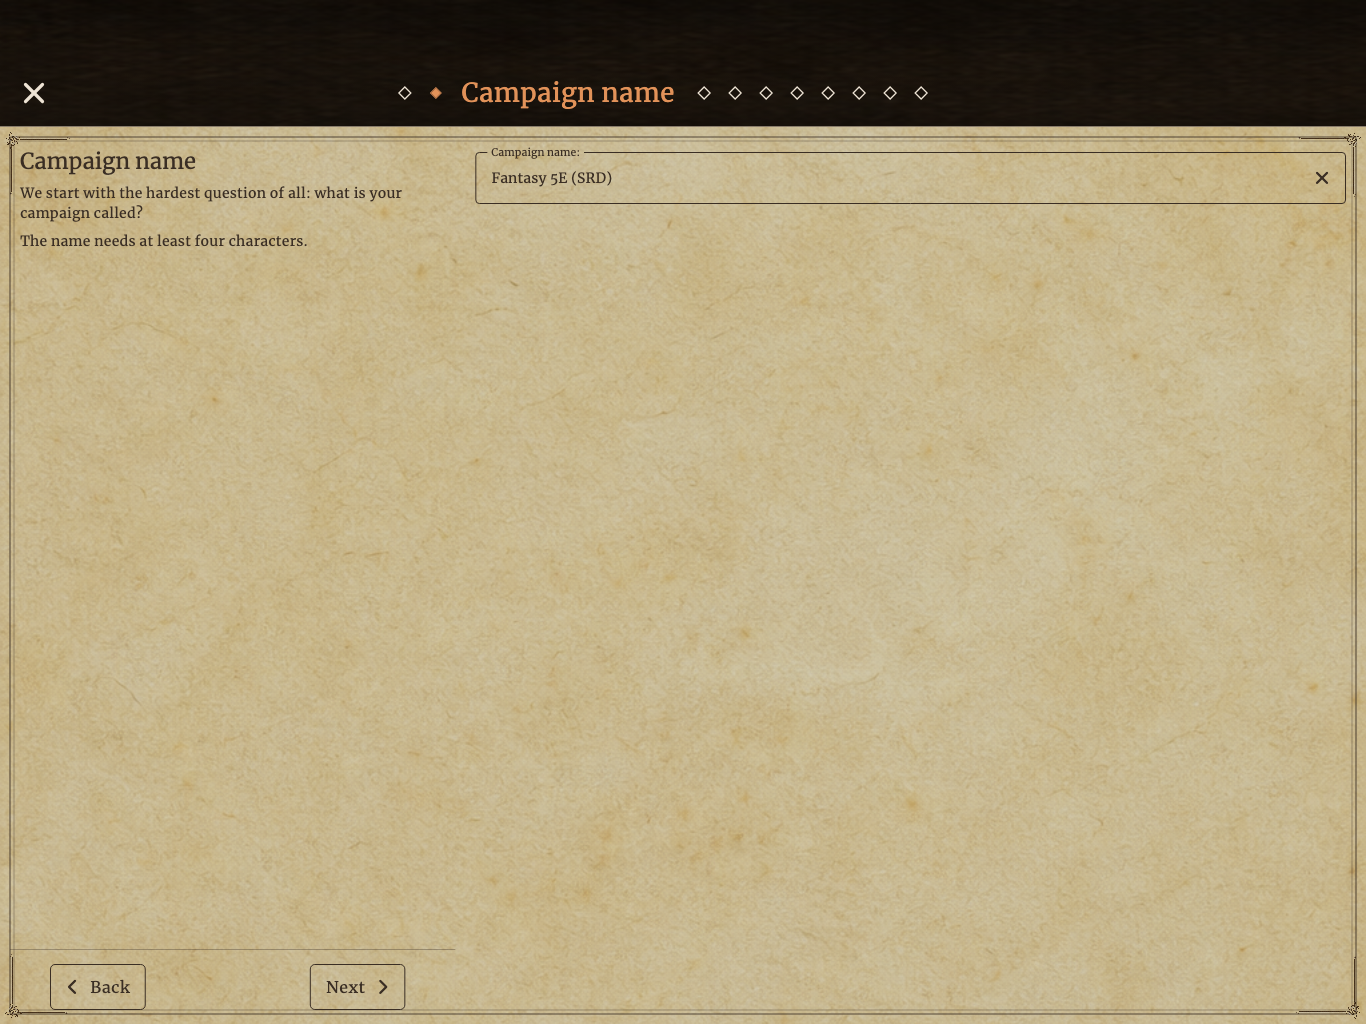 Campaign name
Campaign name
We start with the hardest question of all: what is your
campaign called?
The name needs at least four characters.
Campaign name:
Fantasy 5E (SRD)
Back
Next